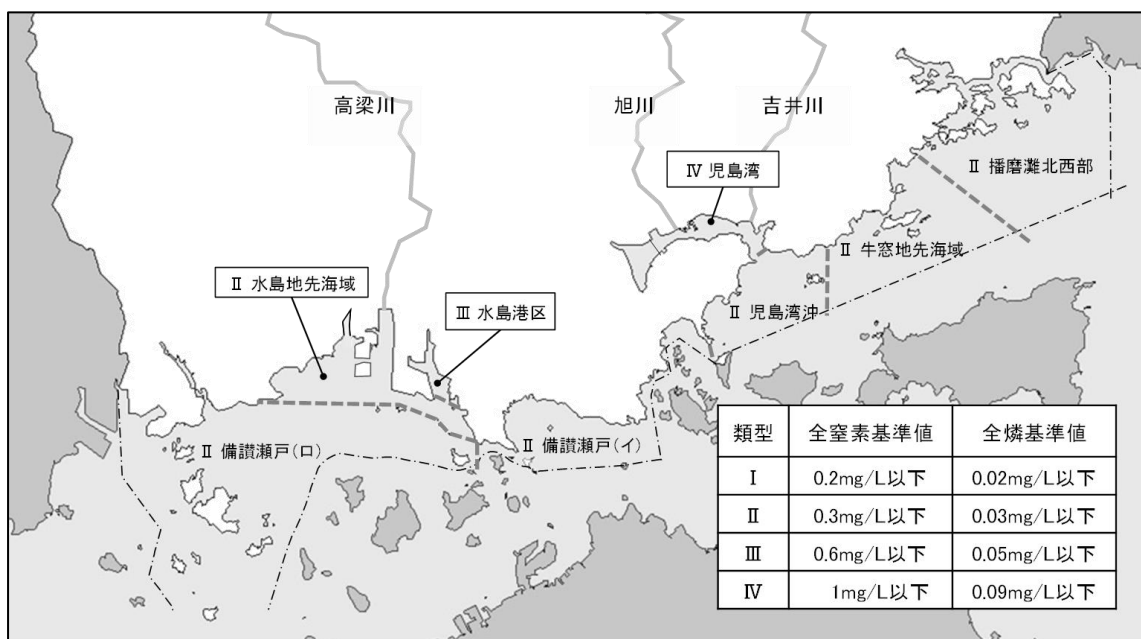 高梁川
旭川
吉井川
Ⅱ 播磨灘北西部
Ⅳ 児島湾
Ⅱ 牛窓地先海域
Ⅱ 水島地先海域
Ⅲ 水島港区
Ⅱ 児島湾沖
Ⅱ 備讃瀬戸(ロ)
Ⅱ 備讃瀬戸(イ)
類型 全窒素基準値 全燐基準値
Ⅰ 0.2mg/L以下 0.02mg/L以下
Ⅱ 0.3mg/L以下 0.03mg/L以下
Ⅲ 0.6mg/L以下 0.05mg/L以下
Ⅳ 1mg/L以下 0.09mg/L以下